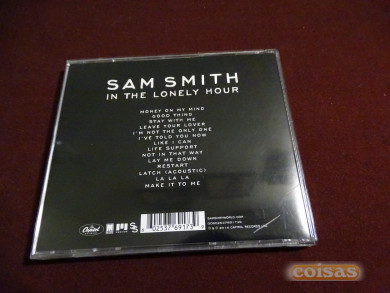 SAM SMITH
IN THE LONELY HOUR
MONEY ON MY MIND
GOOD THING
STAY WITH ME
LEAVE YOUR LOVER
I'M NOT THE ONLY ONE
I'VE TOLD YOU NOW
LIKE I CAN
LIFE SUPPORT
NOT IN THAT WAY
LAY ME DOWN
RESTART
LATCH (ACOUSTIC)
LA LA LA
MAKE IT TO ME
Capitol
coisas